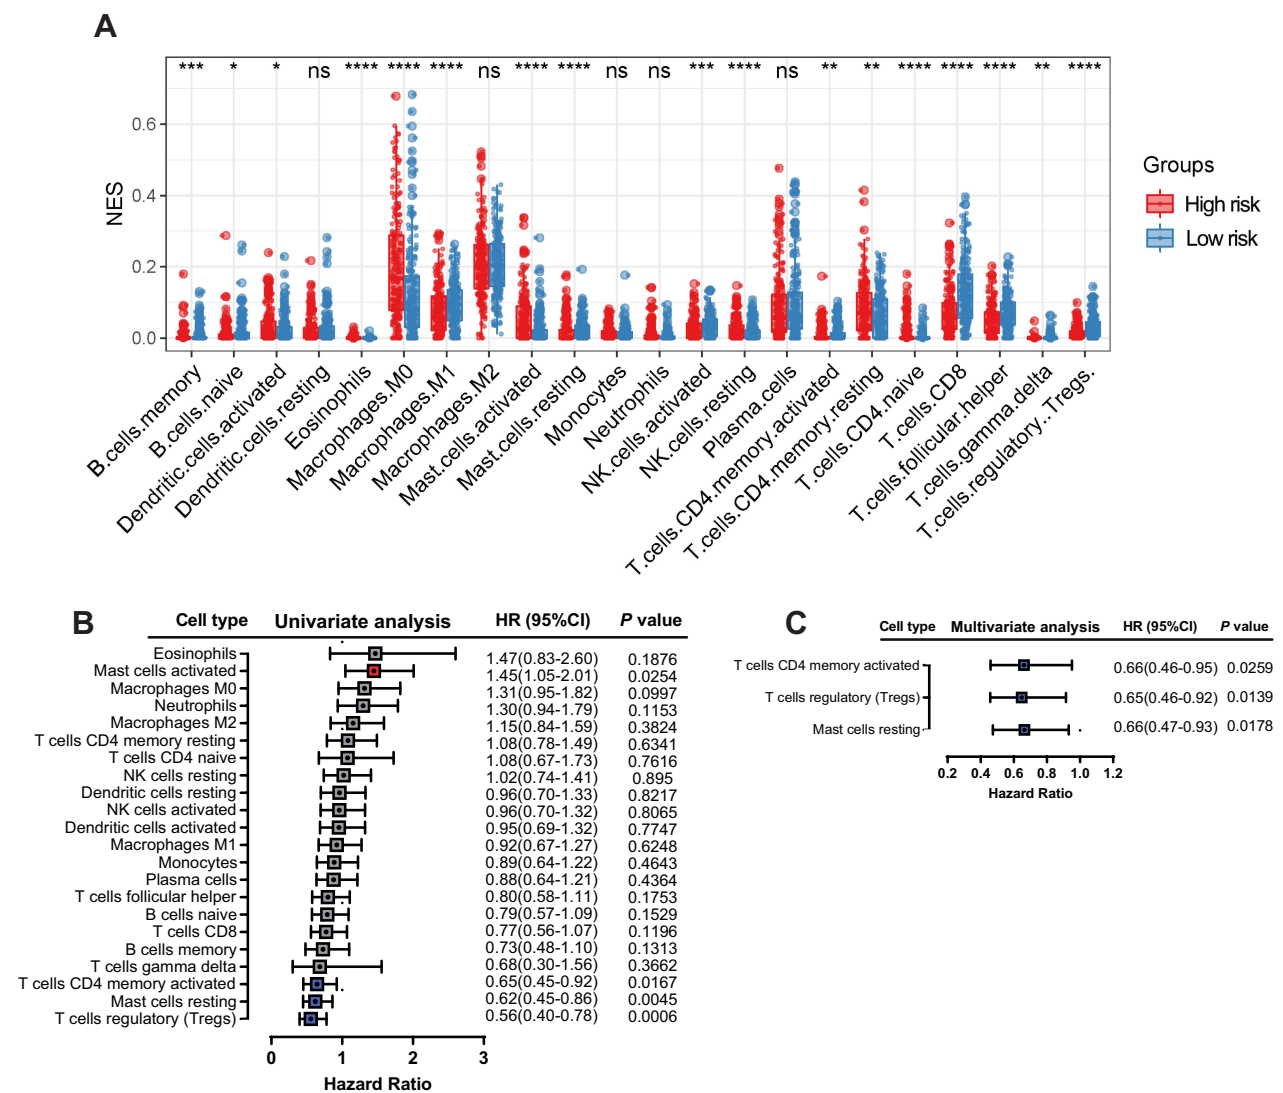 A
*** * * ns **** **** **** ns **** **** ns ns *** **** ns ** ** **** **** **** ** ****
NES
0.6
0.4
0.2
0.0
Groups
High risk
Low risk
B.cells.memory
B.cells.naive
Dendritic.cells.activated
Dendritic.cells.resting
Eosinophils
Macrophages.M0
Macrophages.M1
Macrophages.M2
Mast.cells.activated
Mast.cells.resting
Monocytes
Neutrophils
NK.cells.activated
NK.cells.resting
Plasma.cells
T.cells.CD4.memory.activated
T.cells.CD4.memory.resting
T.cells.CD4.naive
T.cells.CD8
T.cells.follicular.helper
T.cells.gamma.delta
T.cells.regulatory..Tregs.
B
Cell type Univariate analysis HR (95%CI) P value
Eosinophils 1.47(0.83-2.60) 0.1876
Mast cells activated 1.45(1.05-2.01) 0.0254
Macrophages M0 1.31(0.95-1.82) 0.0997
Neutrophils 1.30(0.94-1.79) 0.1153
Macrophages M2 1.15(0.84-1.59) 0.3824
T cells CD4 memory resting 1.08(0.78-1.49) 0.6341
T cells CD4 naive 1.08(0.67-1.73) 0.7616
NK cells resting 1.02(0.74-1.41) 0.895
Dendritic cells resting 0.96(0.70-1.33) 0.8217
NK cells activated 0.96(0.70-1.32) 0.8065
Dendritic cells activated 0.95(0.69-1.32) 0.7747
Macrophages M1 0.92(0.67-1.27) 0.6248
Monocytes 0.89(0.64-1.22) 0.4643
Plasma cells 0.88(0.64-1.21) 0.4364
T cells follicular helper 0.80(0.58-1.11) 0.1753
B cells naive 0.79(0.57-1.09) 0.1529
T cells CD8 0.77(0.56-1.07) 0.1196
B cells memory 0.73(0.48-1.10) 0.1313
T cells gamma delta 0.68(0.30-1.56) 0.3662
T cells CD4 memory activated 0.65(0.45-0.92) 0.0167
Mast cells resting 0.62(0.45-0.86) 0.0045
T cells regulatory (Tregs) 0.56(0.40-0.78) 0.0006
0 1 2 3
Hazard Ratio
C
Cell type Multivariate analysis HR (95%CI) P value
T cells CD4 memory activated 0.66(0.46-0.95) 0.0259
T cells regulatory (Tregs) 0.65(0.46-0.92) 0.0139
Mast cells resting 0.66(0.47-0.93) 0.0178
0.2 0.4 0.6 0.8 1.0 1.2
Hazard Ratio